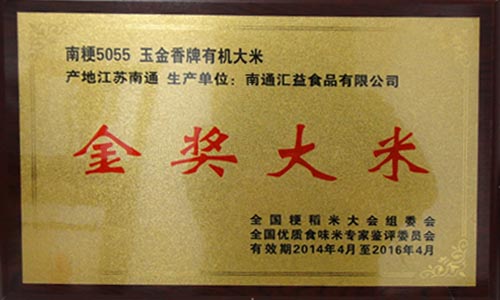 南粳5055 玉金香牌有机大米
产地江苏南通 生产单位：南通汇益食品有限公司
金奖大米
全国粳稻米大会组委会
全国优质食味米专家鉴评委员会
有效期2014年4月至2016年4月